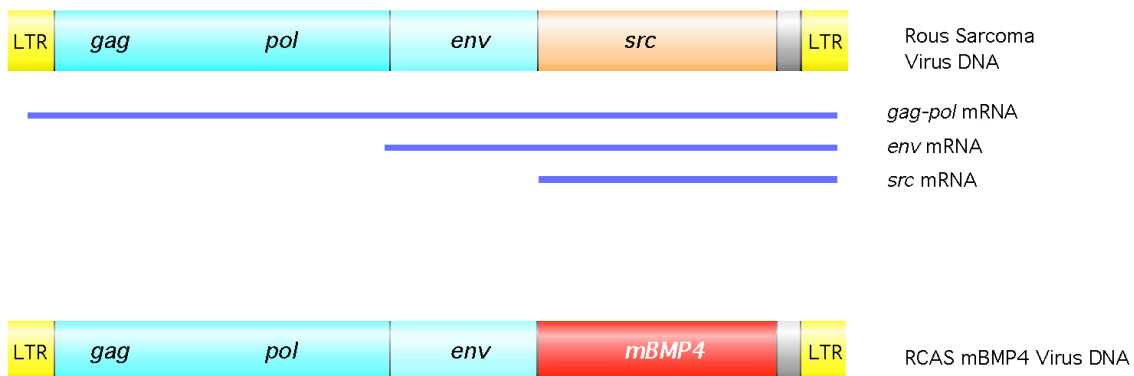 LTR gag pol env src LTR
Rous Sarcoma
Virus DNA
gag-pol mRNA
env mRNA
src mRNA
LTR gag pol env mBMP4 LTR
RCAS mBMP4 Virus DNA